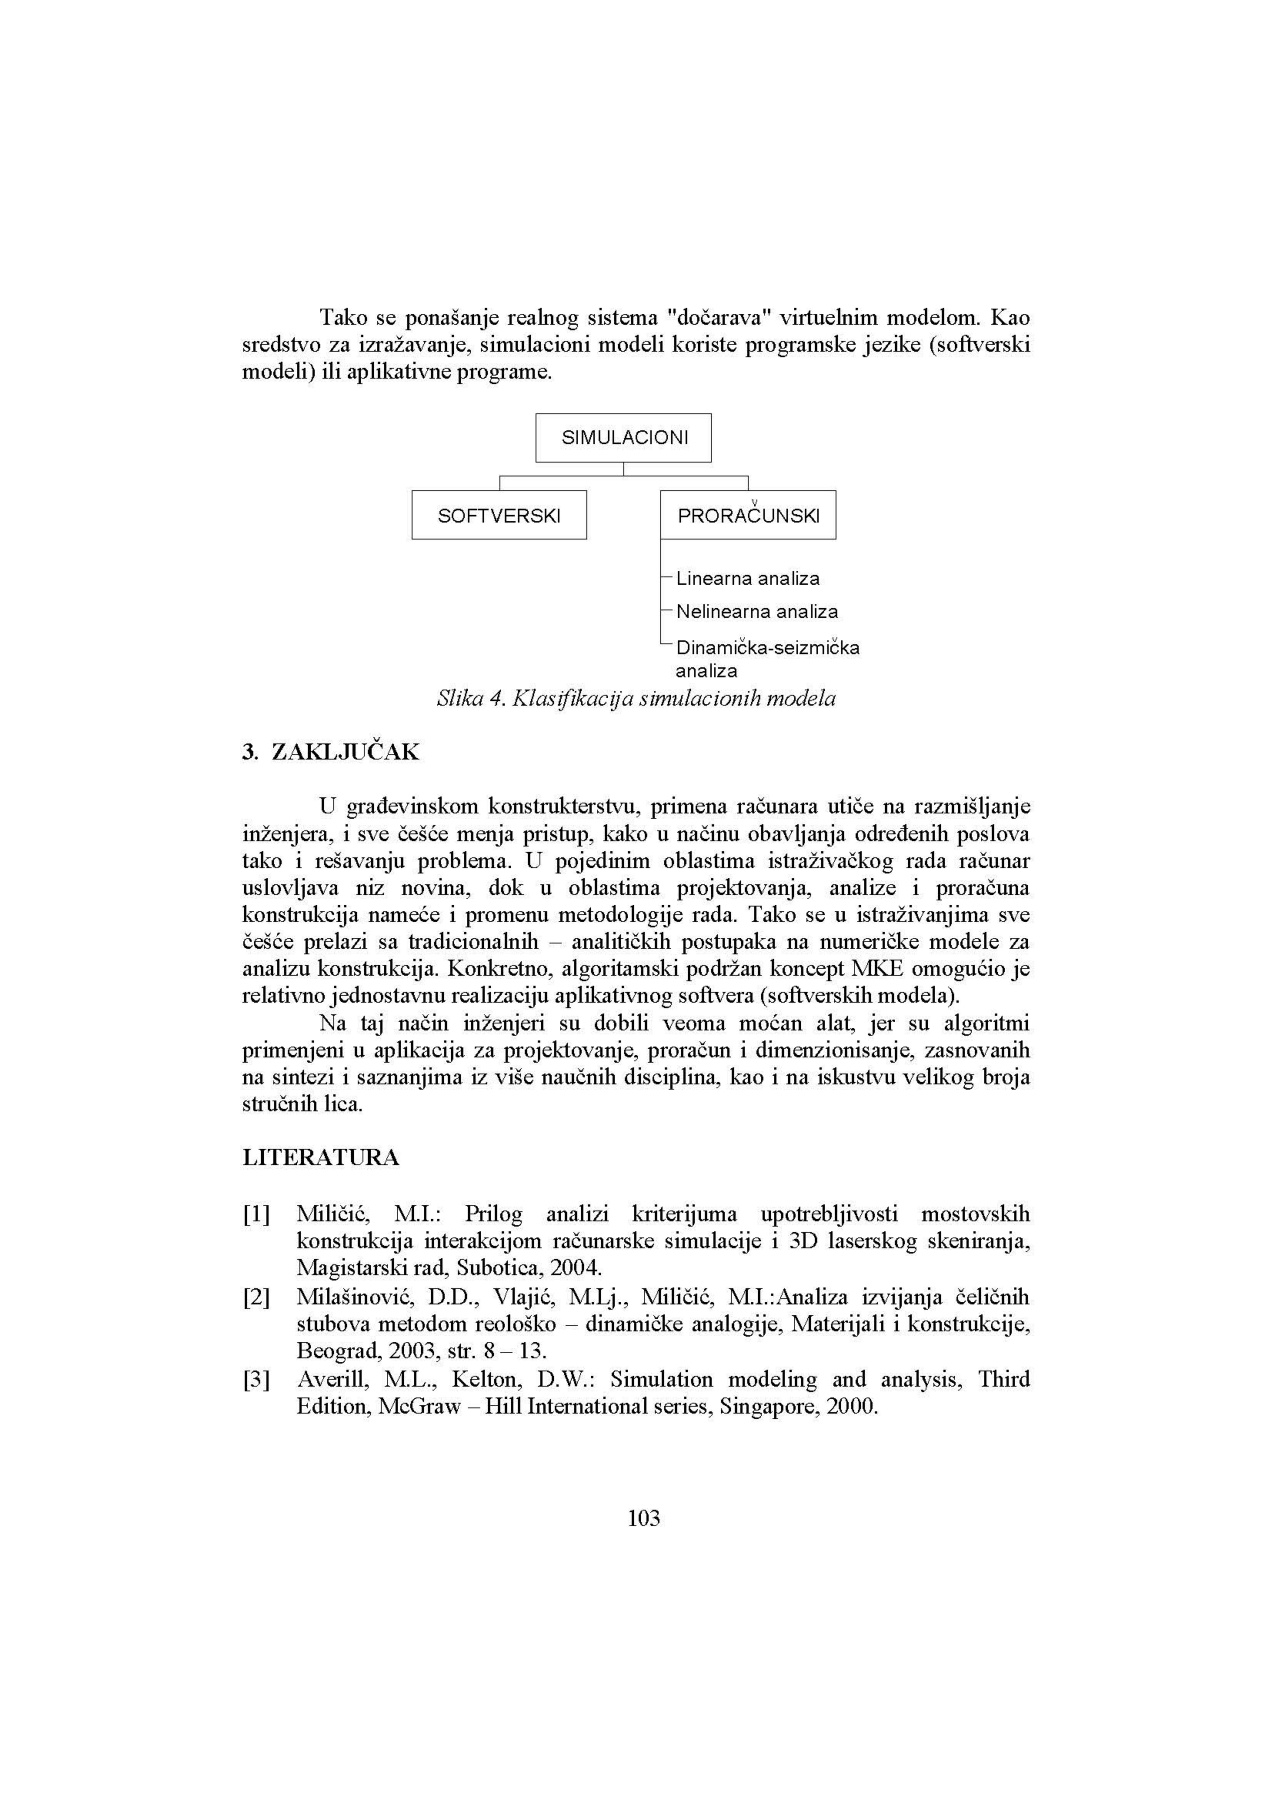 Tako se ponašanje realnog sistema "dočarava" virtuelnim modelom. Kao
sredstvo za izražavanje, simulacioni modeli koriste programske jezike (softverski
modeli) ili aplikativne programe.
SIMULACIONI
SOFTVERSKI
PRORAČUNSKI
Linearna analiza
Nelinearna analiza
Dinamička-seizmička
analiza
Slika 4. Klasifikacija simulacionih modela
3. ZAKLJUČAK
U građevinskom konstrukterstvu, primena računara utiče na razmišljanje
inženjera, i sve češće menja pristup, kako u načinu obavljanja određenih poslova
tako i rešavanju problema. U pojedinim oblastima istraživačkog rada računar
uslovljava niz novina, dok u oblastima projektovanja, analize i proračuna
konstrukcija nameće i promenu metodologije rada. Tako se u istraživanjima sve
češće prelazi sa tradicionalnih – analitičkih postupaka na numeričke modele za
analizu konstrukcija. Konkretno, algoritamski podržan koncept MKE omogućio je
relativno jednostavnu realizaciju aplikativnog softvera (softverskih modela).
Na taj način inženjeri su dobili veoma moćan alat, jer su algoritmi
primenjeni u aplikacija za projektovanje, proračun i dimenzionisanje, zasnovanih
na sintezi i saznanjima iz više naučnih disciplina, kao i na iskustvu velikog broja
stručnih lica.
LITERATURA
[1] Miličić, M.I.: Prilog analizi kriterijuma upotrebljivosti mostovskih
konstrukcija interakcijom računarske simulacije i 3D laserskog skeniranja,
Magistarski rad, Subotica, 2004.
[2] Milašinović, D.D., Vlajić, M.Lj., Miličić, M.I.:Analiza izvijanja čeličnih
stubova metodom reološko – dinamičke analogije, Materijali i konstrukcije,
Beograd, 2003, str. 8 – 13.
[3] Averill, M.L., Kelton, D.W.: Simulation modeling and analysis, Third
Edition, McGraw – Hill International series, Singapore, 2000.
103